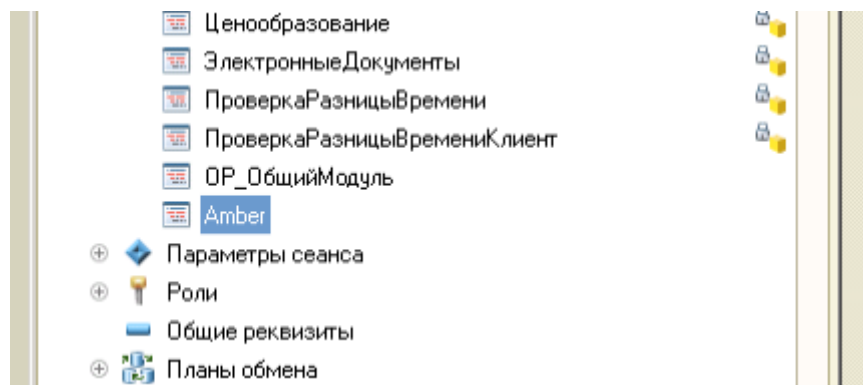 Ценообразование
ЭлектронныеДокументы
ПроверкаРазницыВремени
ПроверкаРазницыВремениКлиент
ОР_ОбщийМодуль
Amber
Параметры сеанса
Роли
Общие реквизиты
Планы обмена